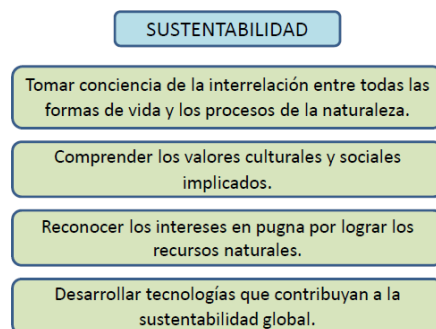 SUSTENTABILIDAD
Tomar conciencia de la interrelación entre todas las
formas de vida y los procesos de la naturaleza.
Comprender los valores culturales y sociales
implicados.
Reconocer los intereses en pugna por lograr los
recursos naturales.
Desarrollar tecnologías que contribuyan a la
sustentabilidad global.